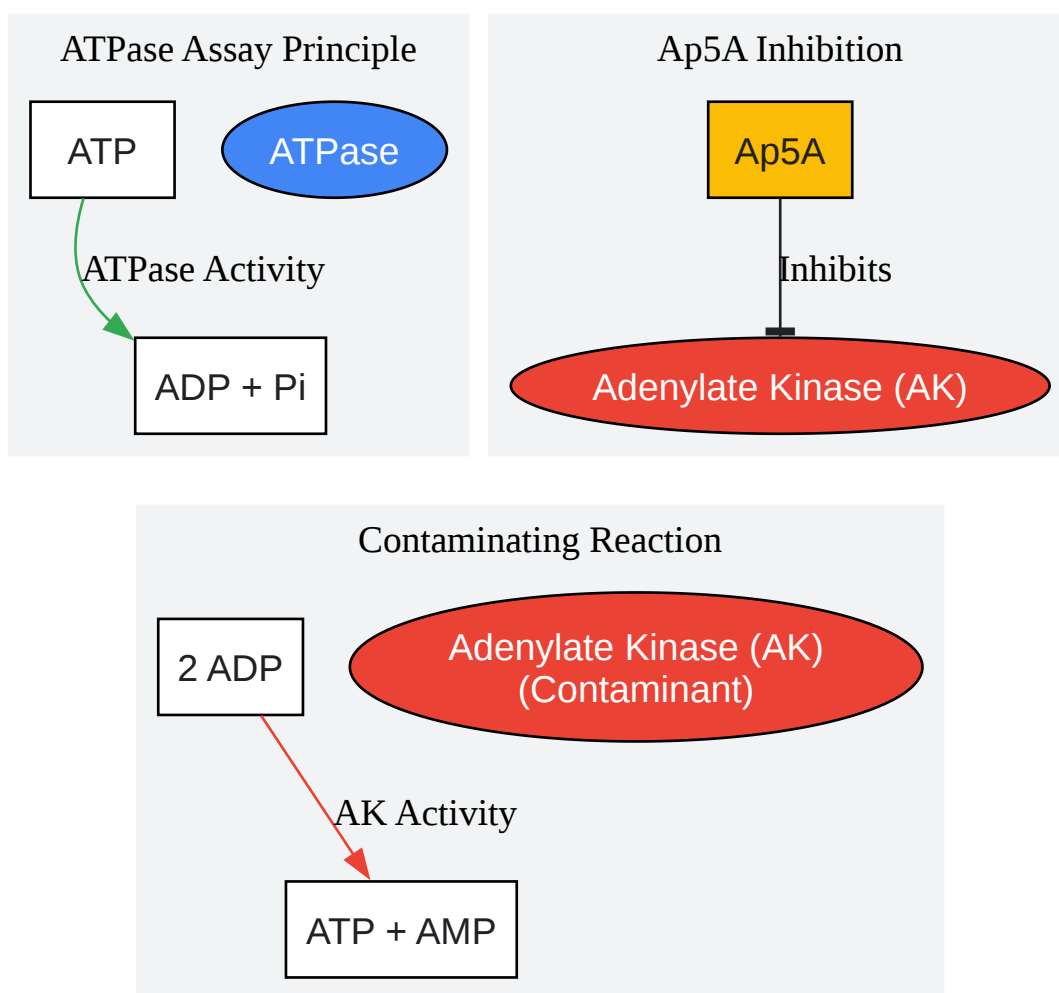 ATPase Assay Principle
ATP
ATPase
ATPase Activity
ADP + Pi
Ap5A Inhibition
Ap5A
Inhibits
Adenylate Kinase (AK)
Contaminating Reaction
2 ADP
Adenylate Kinase (AK)
(Contaminant)
AK Activity
ATP + AMP